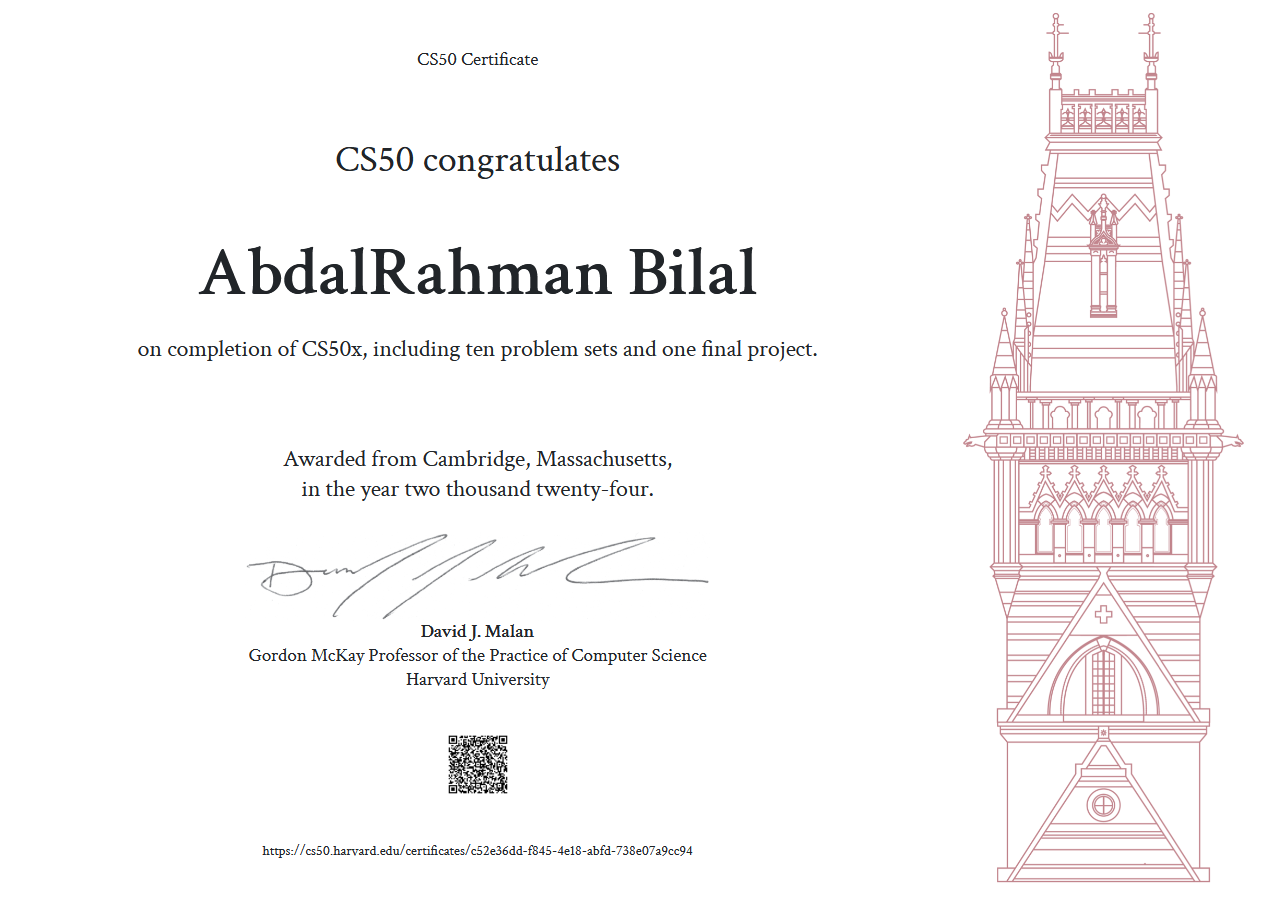 CS50 Certificate
CS50 congratulates
AbdalRahman Bilal
on completion of CS50x, including ten problem sets and one final project.
Awarded from Cambridge, Massachusetts,
in the year two thousand twenty-four.
David J. Malan
Gordon McKay Professor of the Practice of Computer Science
Harvard University
https://cs50.harvard.edu/certificates/c52e36dd-f845-4e18-abfd-738e07a9cc94